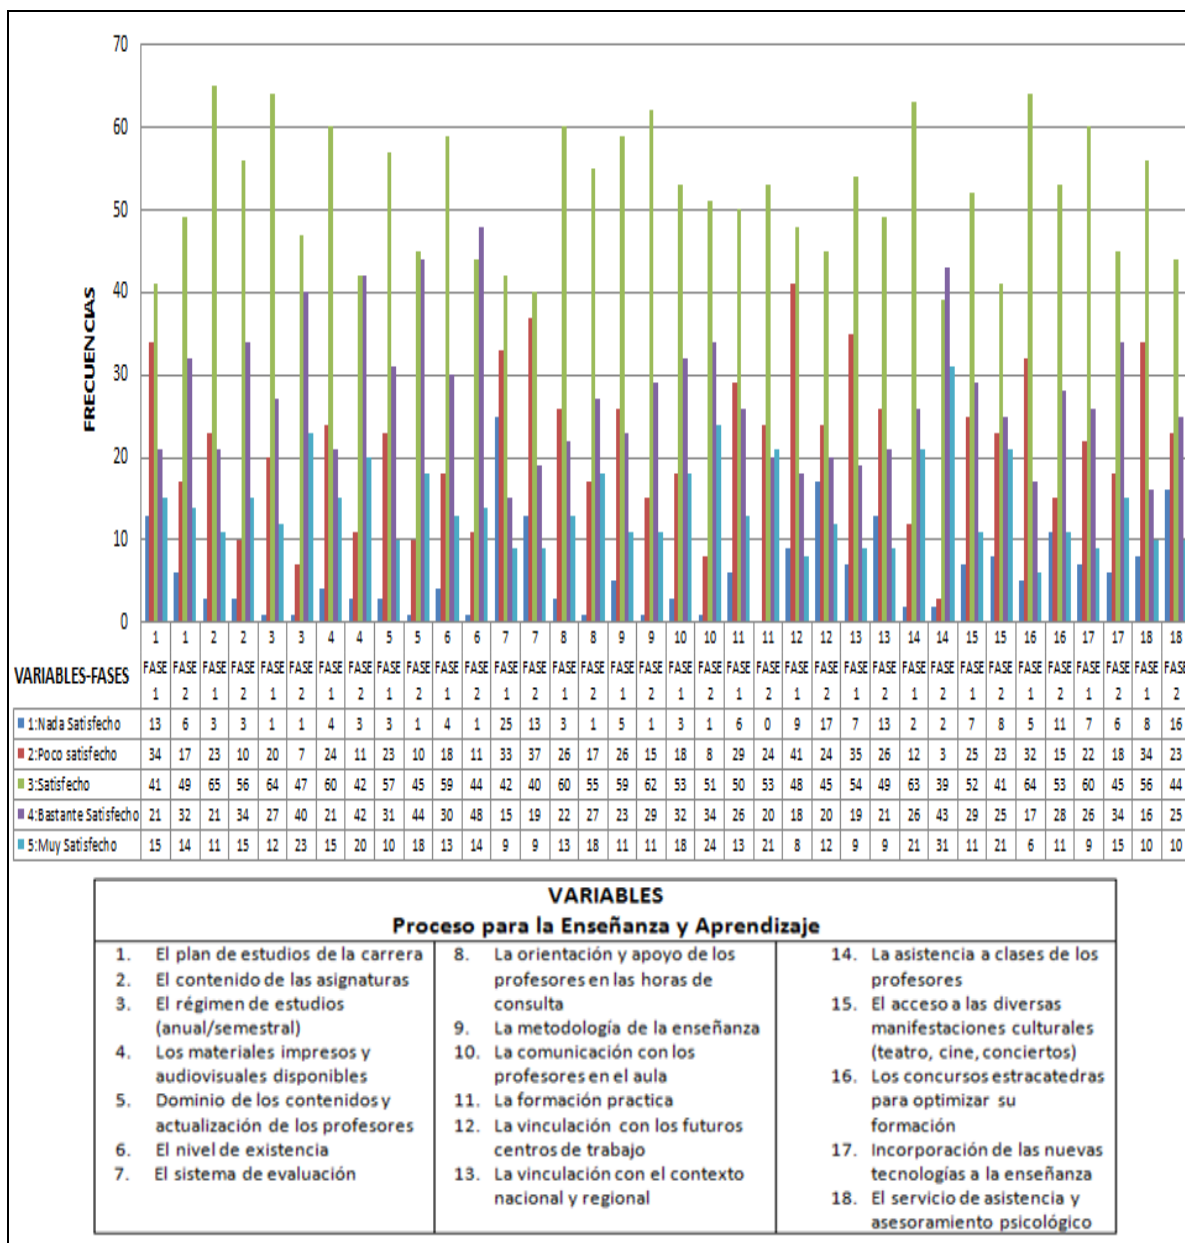 70
60
50
40
30
20
10
0
FRECUENCIAS
1 1 2 2 3 3 4 4 5 5 6 6 7 7 8 8 9 9 10 10 11 11 12 12 13 13 14 14 15 15 16 16 17 17 18 18
VARIABLES-FASES FASE FASE FASE FASE FASE FASE FASE FASE FASE FASE FASE FASE FASE FASE FASE FASE FASE FASE FASE FASE FASE FASE FASE FASE FASE FASE FASE FASE FASE FASE FASE FASE FASE FASE FASE FASE
1 2 1 2 1 2 1 2 1 2 1 2 1 2 1 2 1 2 1 2 1 2 1 2 1 2 1 2 1 2 1 2 1 2 1 2
1:Nada Satisfecho 13 6 3 3 1 1 4 3 3 1 4 1 25 13 3 1 5 1 3 1 6 0 9 17 7 13 2 2 7 8 5 11 7 6 8 16
2:Poco satisfecho 34 17 23 10 20 7 24 11 23 10 18 11 33 37 26 17 26 15 18 8 29 24 41 24 35 26 12 3 25 23 32 15 22 18 34 23
3:Satisfecho 41 49 65 56 64 47 60 42 57 45 59 44 42 40 60 55 59 62 53 51 50 53 48 45 54 49 63 39 52 41 64 53 60 45 56 44
4:Bastante Satisfecho 21 32 21 34 27 40 21 42 31 44 30 48 15 19 22 27 23 29 32 34 26 20 18 20 19 21 26 43 29 25 17 28 26 34 16 25
5:Muy Satisfecho 15 14 11 15 12 23 15 20 10 18 13 14 9 9 13 18 11 11 18 24 13 21 8 12 9 9 21 31 11 21 6 11 9 15 10 10
VARIABLES
Proceso para la Enseñanza y Aprendizaje
1. El plan de estudios de la carrera
2. El contenido de las asignaturas
3. El régimen de estudios
(anual/semestral)
4. Los materiales impresos y
audiovisuales disponibles
5. Dominio de los contenidos y
actualización de los profesores
6. El nivel de existencia
7. El sistema de evaluación
8. La orientación y apoyo de los
profesores en las horas de
consulta
9. La metodología de la enseñanza
10. La comunicación con los
profesores en el aula
11. La formación practica
12. La vinculación con los futuros
centros de trabajo
13. La vinculación con el contexto
nacional y regional
14. La asistencia a clases de los
profesores
15. El acceso a las diversas
manifestaciones culturales
(teatro, cine, conciertos)
16. Los concursos estracatedras
para optimizar su
formación
17. Incorporación de las nuevas
tecnologías a la enseñanza
18. El servicio de asistencia y
asesoramiento psicológico